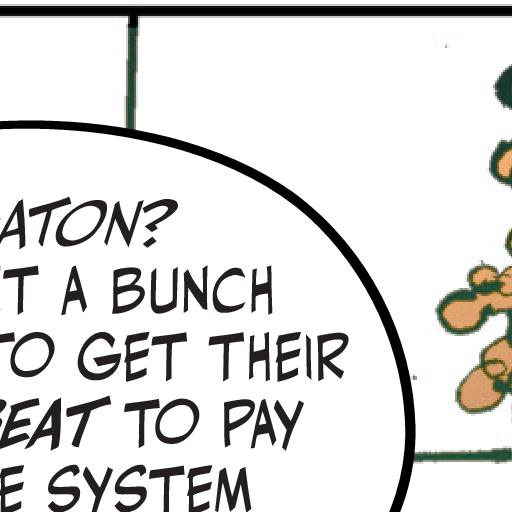 ATON?
T A BUNCH
TO GET THEIR
BEAT TO PAY
E SYSTEM